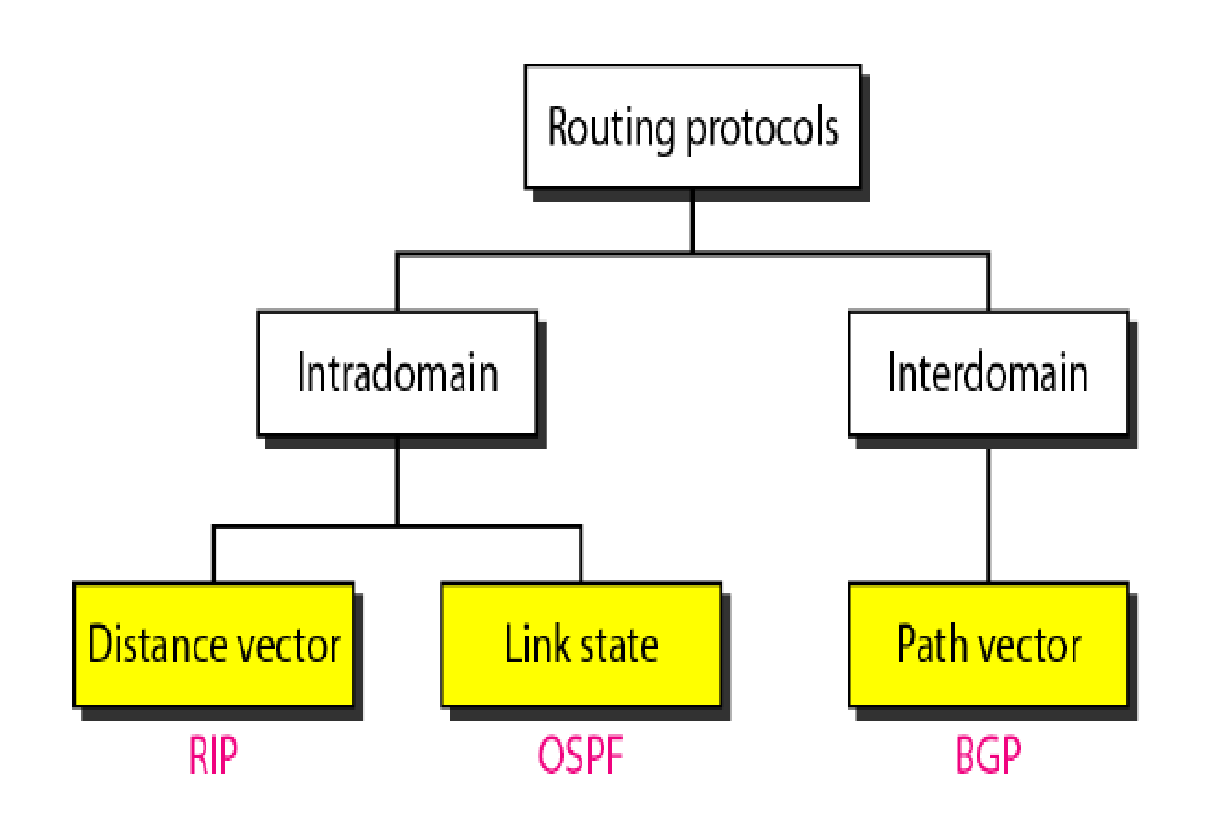 Routing protocols
Intradomain
Interdomain
Distance vector
Link state
Path vector
RIP
OSPF
BGP